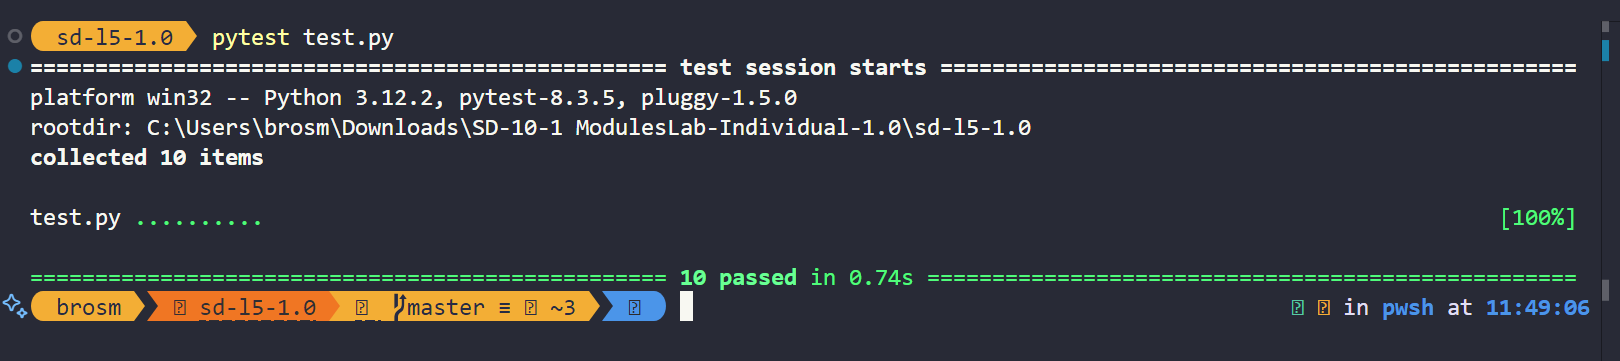 sd-l5-1.0 pytest test.py
================================================= test session starts =================================================
platform win32 -- Python 3.12.2, pytest-8.3.5, pluggy-1.5.0
rootdir: C:\Users\brosm\Downloads\SD-10-1 ModulesLab-Individual-1.0\sd-l5-1.0
collected 10 items
test.py .......... [100%]
================================================= 10 passed in 0.74s ==================================================
brosm sd-l5-1.0 master ≡ ~3 in pwsh at 11:49:06